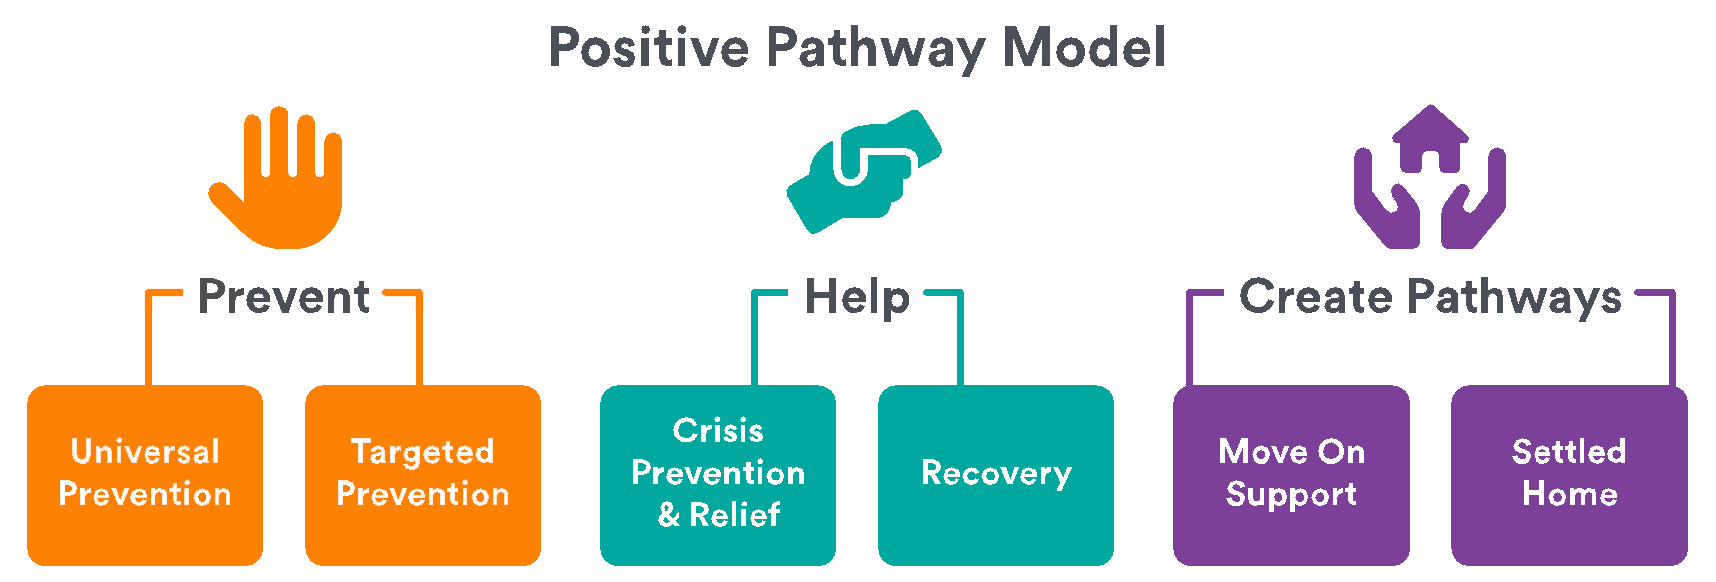 Positive Pathway Model
Prevent
Help
Create Pathways
Universal
Prevention
Targeted
Prevention
Crisis
Prevention
& Relief
Recovery
Move On
Support
Settled
Home